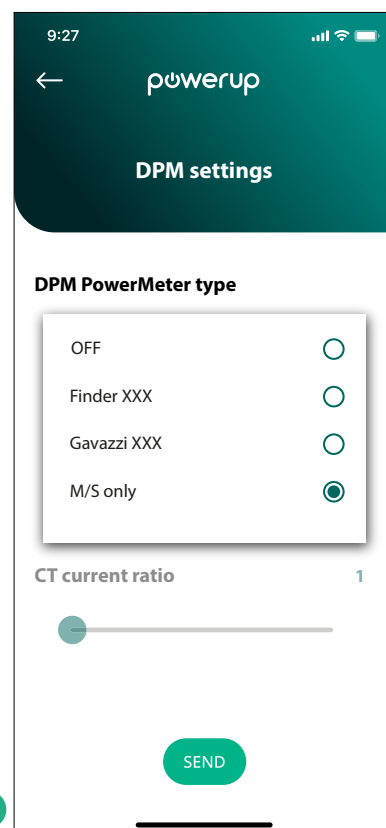 9:27
powerup
DPM settings
DPM PowerMeter type
OFF
Finder XXX
Gavazzi XXX
M/S only
CT current ratio 1
SEND